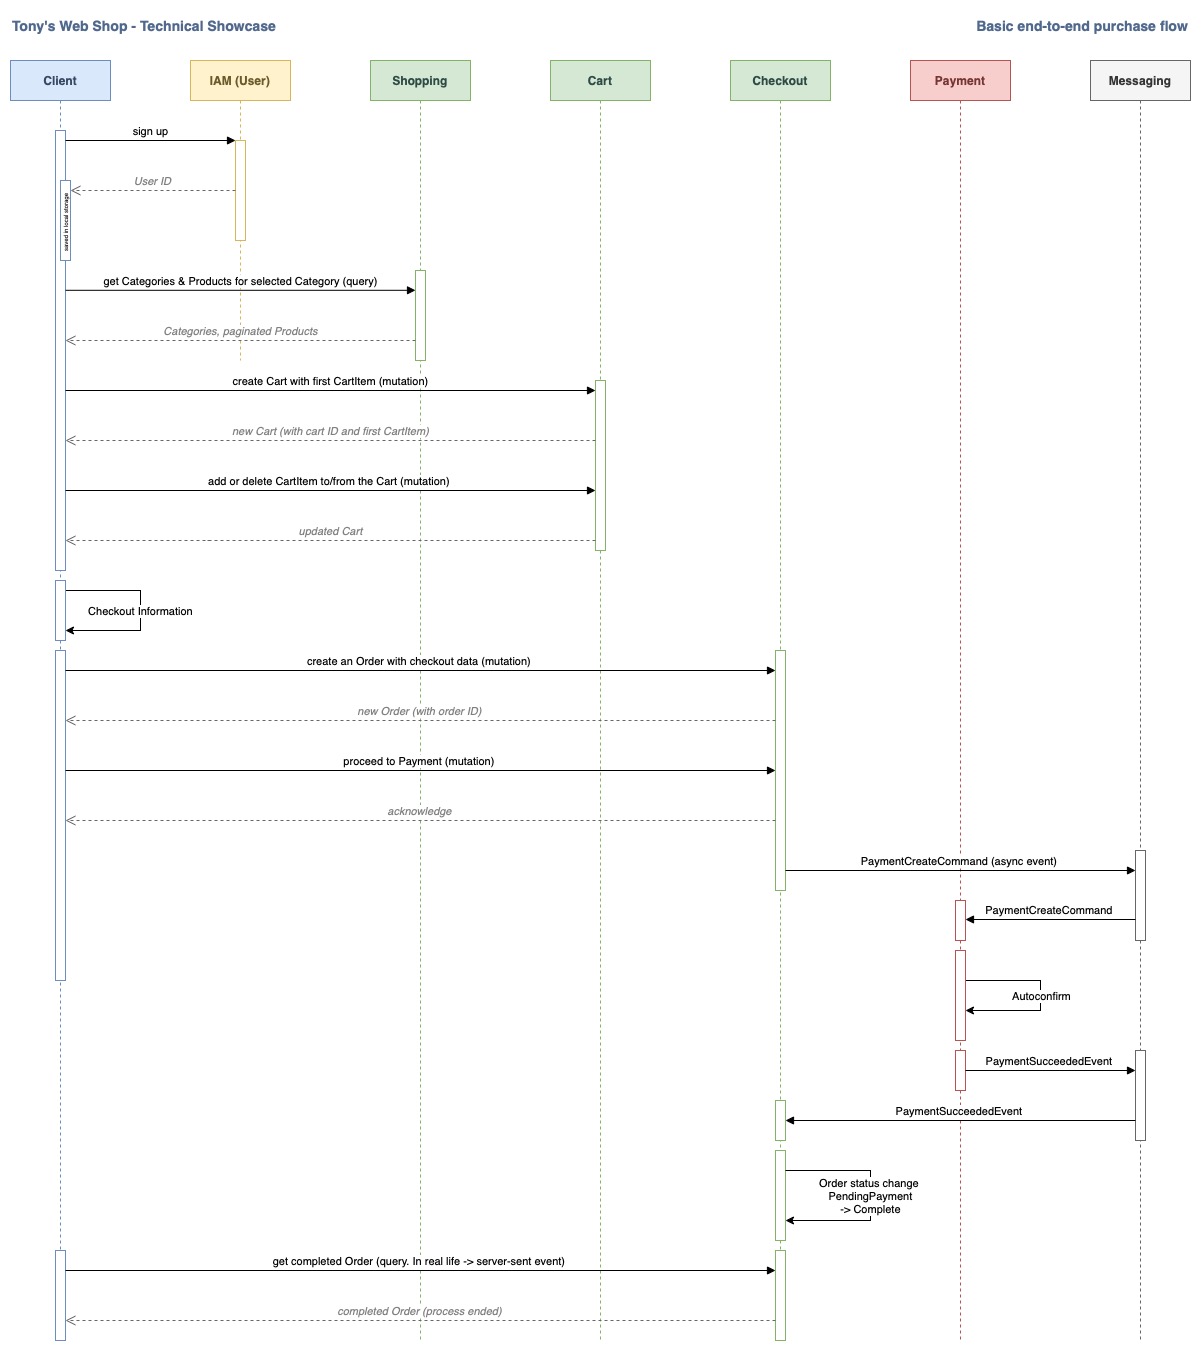 Tony's Web Shop - Technical Showcase
Basic end-to-end purchase flow
Client
IAM (User)
Shopping
Cart
Checkout
Payment
Messaging
sign up
User ID
saved in local storage
get Categories & Products for selected Category (query)
Categories, paginated Products
create Cart with first CartItem (mutation)
new Cart (with cart ID and first CartItem)
add or delete CartItem to/from the Cart (mutation)
updated Cart
Checkout Information
create an Order with checkout data (mutation)
new Order (with order ID)
proceed to Payment (mutation)
acknowledge
PaymentCreateCommand (async event)
PaymentCreateCommand
Autoconfirm
PaymentSucceededEvent
PaymentSucceededEvent
Order status change
PendingPayment
-> Complete
get completed Order (query. In real life -> server-sent event)
completed Order (process ended)